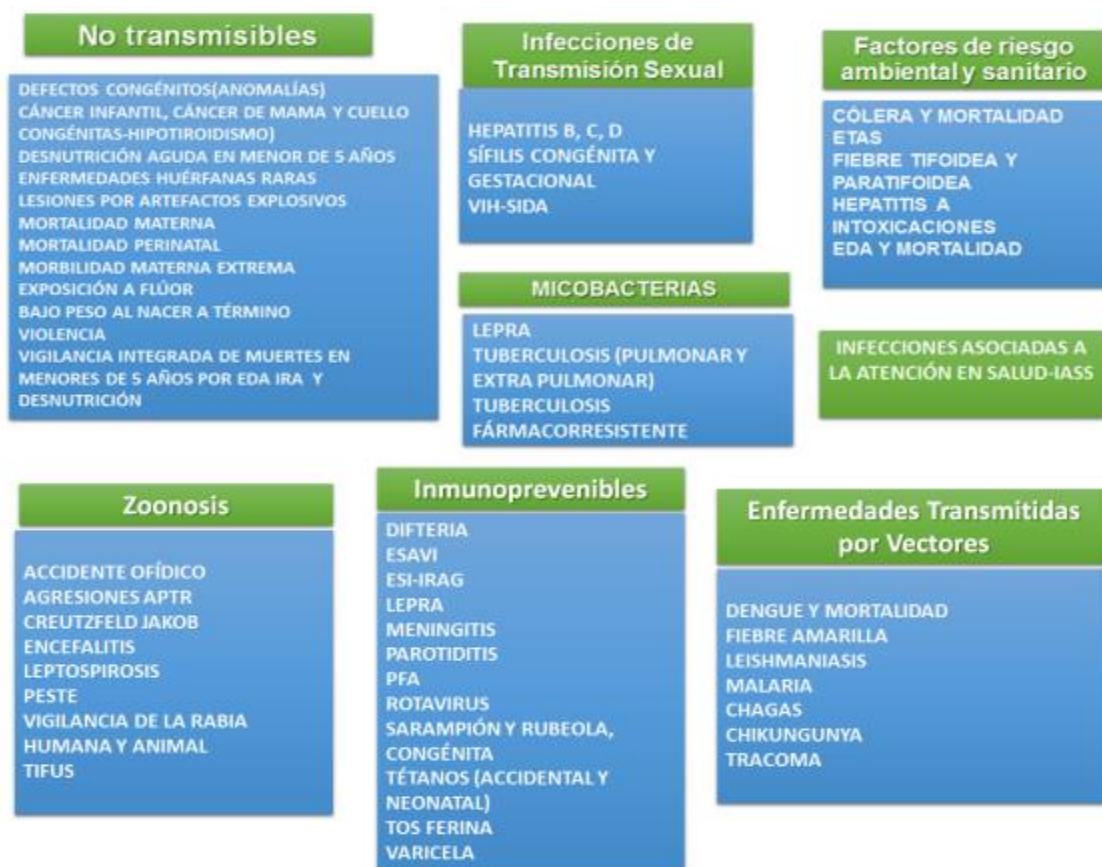 No transmisibles
DEFECTOS CONGÉNITOS(ANOMALÍAS)
CÁNCER INFANTIL, CÁNCER DE MAMA Y CUELLO
CONGÉNITAS-HIPOTIROIDISMO)
DESNUTRICIÓN AGUDA EN MENOR DE 5 AÑOS
ENFERMEDADES HUÉRFANAS RARAS
LESIONES POR ARTEFACTOS EXPLOSIVOS
MORTALIDAD MATERNA
MORTALIDAD PERINATAL
MORBILIDAD MATERNA EXTREMA
EXPOSICIÓN A FLÚOR
BAJO PESO AL NACER A TÉRMINO
VIOLENCIA
VIGILANCIA INTEGRADA DE MUERTES EN
MENORES DE 5 AÑOS POR EDA IRA Y
DESNUTRICIÓN
Infecciones de
Transmisión Sexual
HEPATITIS B, C, D
SÍFILIS CONGÉNITA Y
GESTACIONAL
VIH-SIDA
Factores de riesgo
ambiental y sanitario
CÓLERA Y MORTALIDAD
ETAS
FIEBRE TIFOIDEA Y
PARATIFOIDEA
HEPATITIS A
INTOXICACIONES
EDA Y MORTALIDAD
MICOBACTERIAS
LEPRA
TUBERCULOSIS (PULMONAR Y
EXTRA PULMONAR)
TUBERCULOSIS
FÁRMACORRESISTENTE
INFECCIONES ASOCIADAS A
LA ATENCIÓN EN SALUD-IASS
Zoonosis
ACCIDENTE OFÍDICO
AGRESIONES APTR
CREUTZFELD JAKOB
ENCEFALITIS
LEPTOSPIROSIS
PESTE
VIGILANCIA DE LA RABIA
HUMANA Y ANIMAL
TIFUS
Inmunoprevenibles
DIFTERIA
ESAVI
ESI-IRAG
LEPRA
MENINGITIS
PAROTIDITIS
PFA
ROTAVIRUS
SARAMPIÓN Y RUBEOLA,
CONGÉNITA
TÉTANOS (ACCIDENTAL Y
NEONATAL)
TOS FERINA
VARICELA
Enfermedades Transmitidas
por Vectores
DENGUE Y MORTALIDAD
FIEBRE AMARILLA
LEISHMANIASIS
MALARIA
CHAGAS
CHIKUNGUNYA
TRACOMA